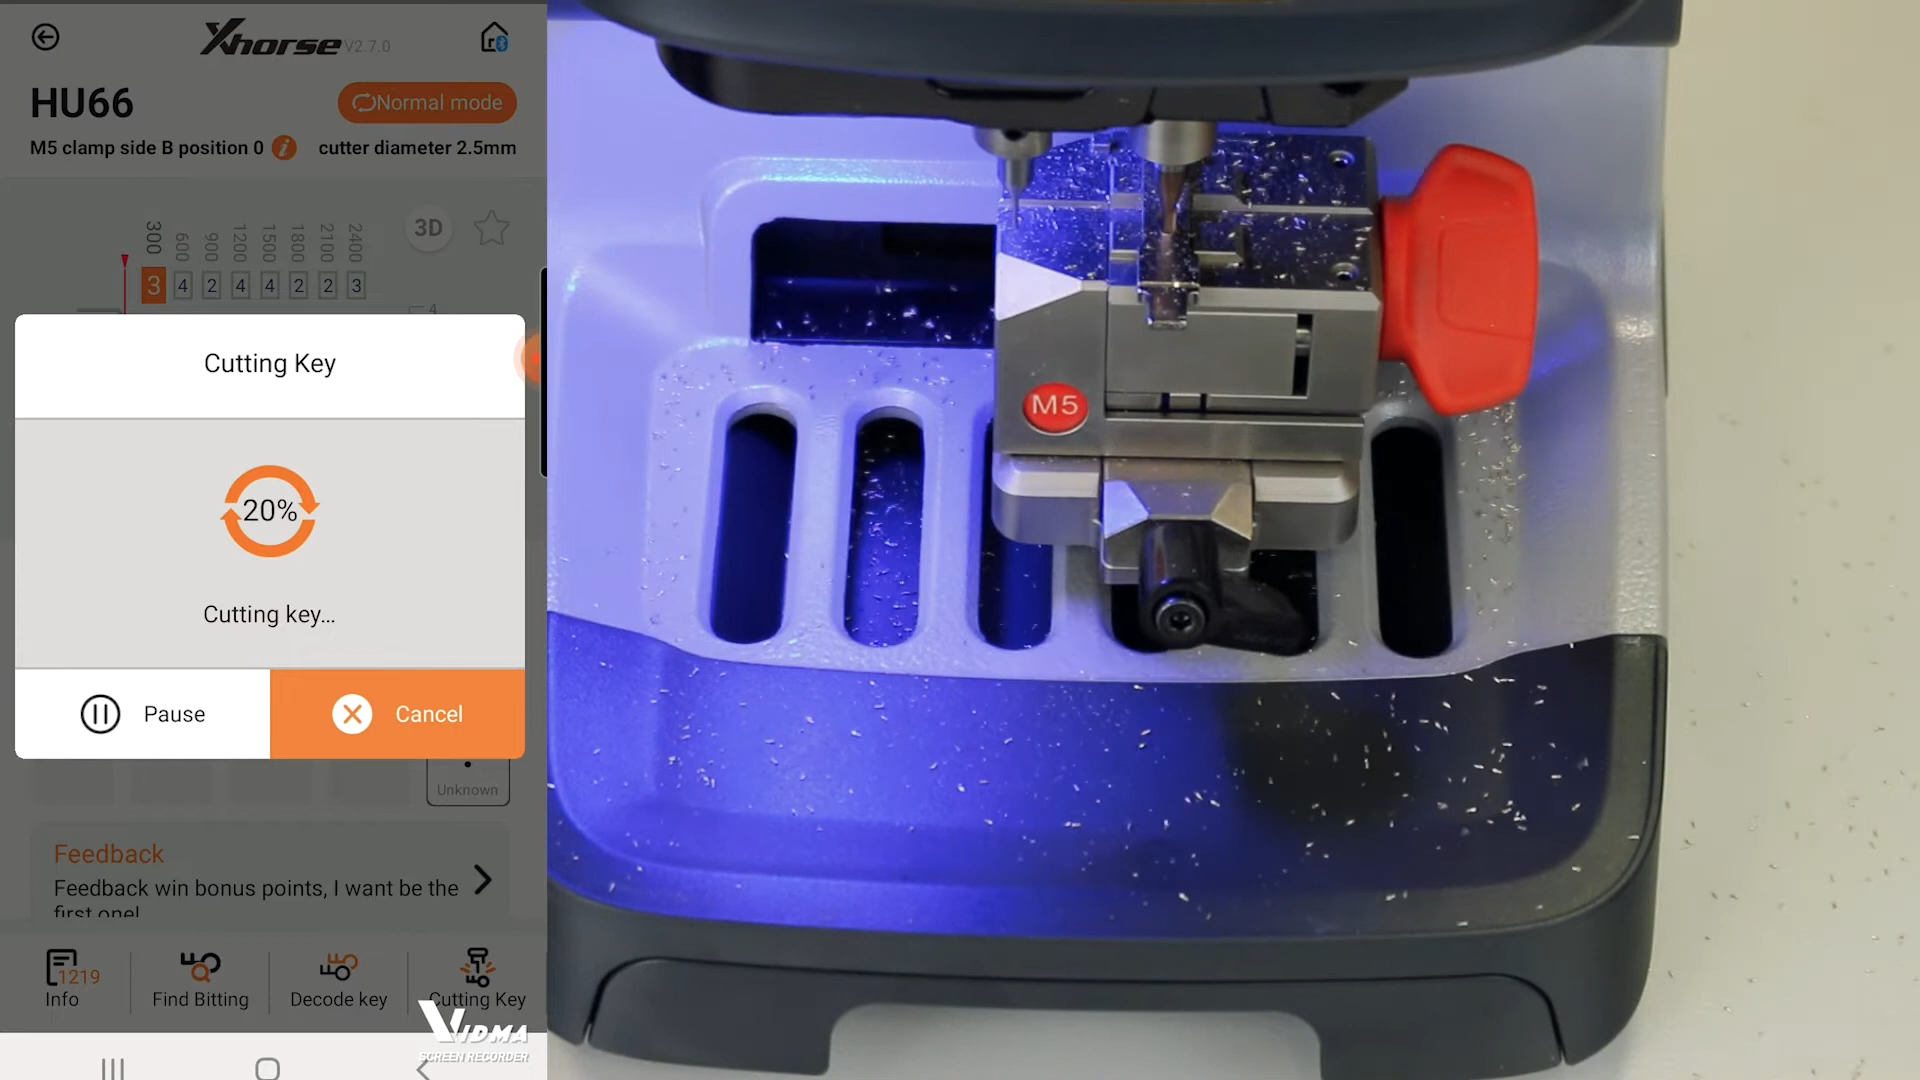 Xhorse V2.7.0
HU66
Normal mode
M5 clamp side B position 0 i cutter diameter 2.5mm
300 600 900 1200 1500 1800 2100 2400
3D
3 4 2 4 4 2 2 3
4
Cutting Key
20%
Cutting key...
Pause
Cancel
Unknown
Feedback
Feedback win bonus points, I want be the
first one!
1219
Info
Find Bitting
Decode key
Cutting Key
VIDMA
SCREEN RECORDER
M5